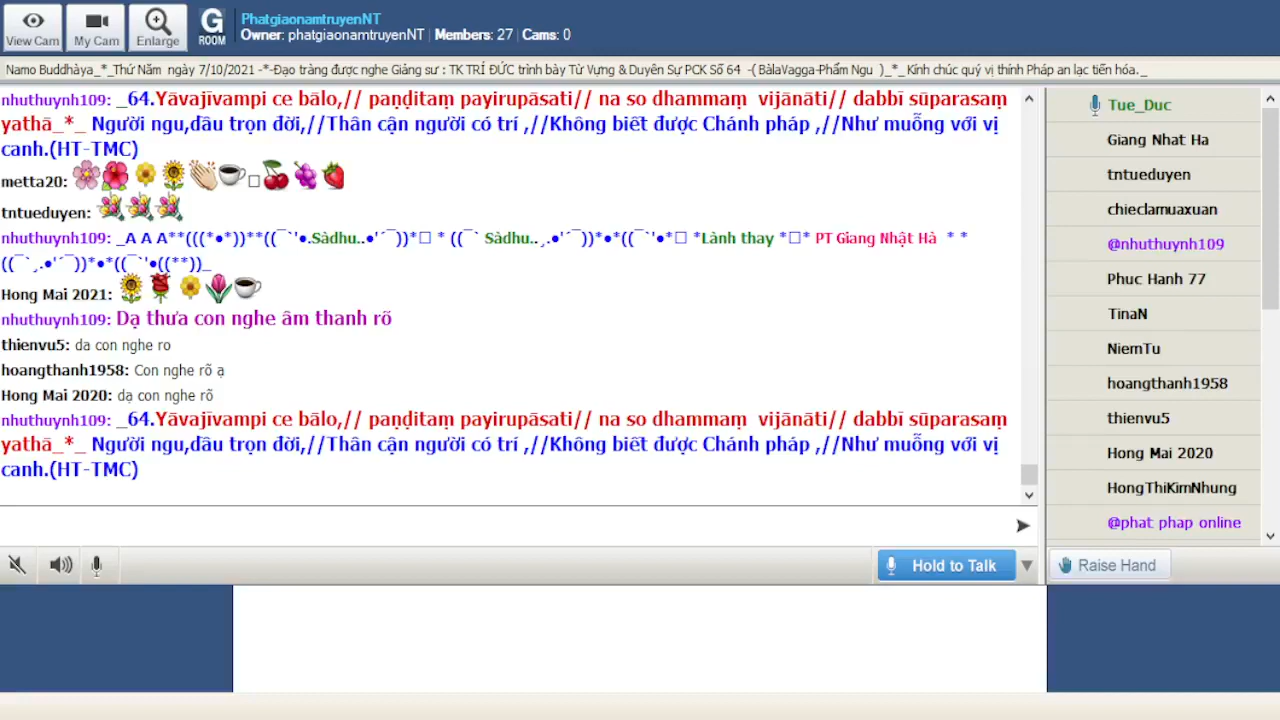 View Cam
My Cam
Enlarge
G
ROOM
PhatgiaonamtruyenNT
Owner: phatgiaonamtruyenNT | Members: 27 | Cams: 0
Namo Buddhàya_*_Thứ Năm ngày 7/10/2021 -*-Đạo tràng được nghe Giảng sư : TK TRÍ ĐỨC trình bày Từ Vựng & Duyên Sự PCK Số 64 -( BàlaVagga-Phẩm Ngu )_*_ Kính chúc quý vị thính Pháp an lạc tiến hóa._
nhuthuynh109: _64.Yāvajīvampi ce bālo,// paṇḍitaṃ payirupāsati// na so dhammaṃ vijānāti// dabbī sūparasaṃ
yathā_*_ Người ngu,dầu trọn đời,//Thân cận người có trí ,//Không biết được Chánh pháp ,//Như muỗng với vị
canh.(HT-TMC)
metta20:
tntueduyen:
nhuthuynh109: _A A A**(((*•*))**((¯`'•.Sàdhu..•'´¯))*□ * ((¯` Sàdhu..¸.•'´¯))*•*((¯`'•*□ *Lành thay *□* PT Giang Nhật Hà * *
((¯`¸.•'´¯))*•*((¯`'•((**))_
Hong Mai 2021:
nhuthuynh109: Dạ thưa con nghe âm thanh rõ
thienvu5: da con nghe ro
hoangthanh1958: Con nghe rõ ạ
Hong Mai 2020: dạ con nghe rõ
nhuthuynh109: _64.Yāvajīvampi ce bālo,// paṇḍitaṃ payirupāsati// na so dhammaṃ vijānāti// dabbī sūparasaṃ
yathā_*_ Người ngu,dầu trọn đời,//Thân cận người có trí ,//Không biết được Chánh pháp ,//Như muỗng với vị
canh.(HT-TMC)
Hold to Talk
Tue_Duc
Giang Nhat Ha
tntueduyen
chieclamuaxuan
@nhuthuynh109
Phuc Hanh 77
TinaN
NiemTu
hoangthanh1958
thienvu5
Hong Mai 2020
HongThiKimNhung
@phat phap online
Raise Hand